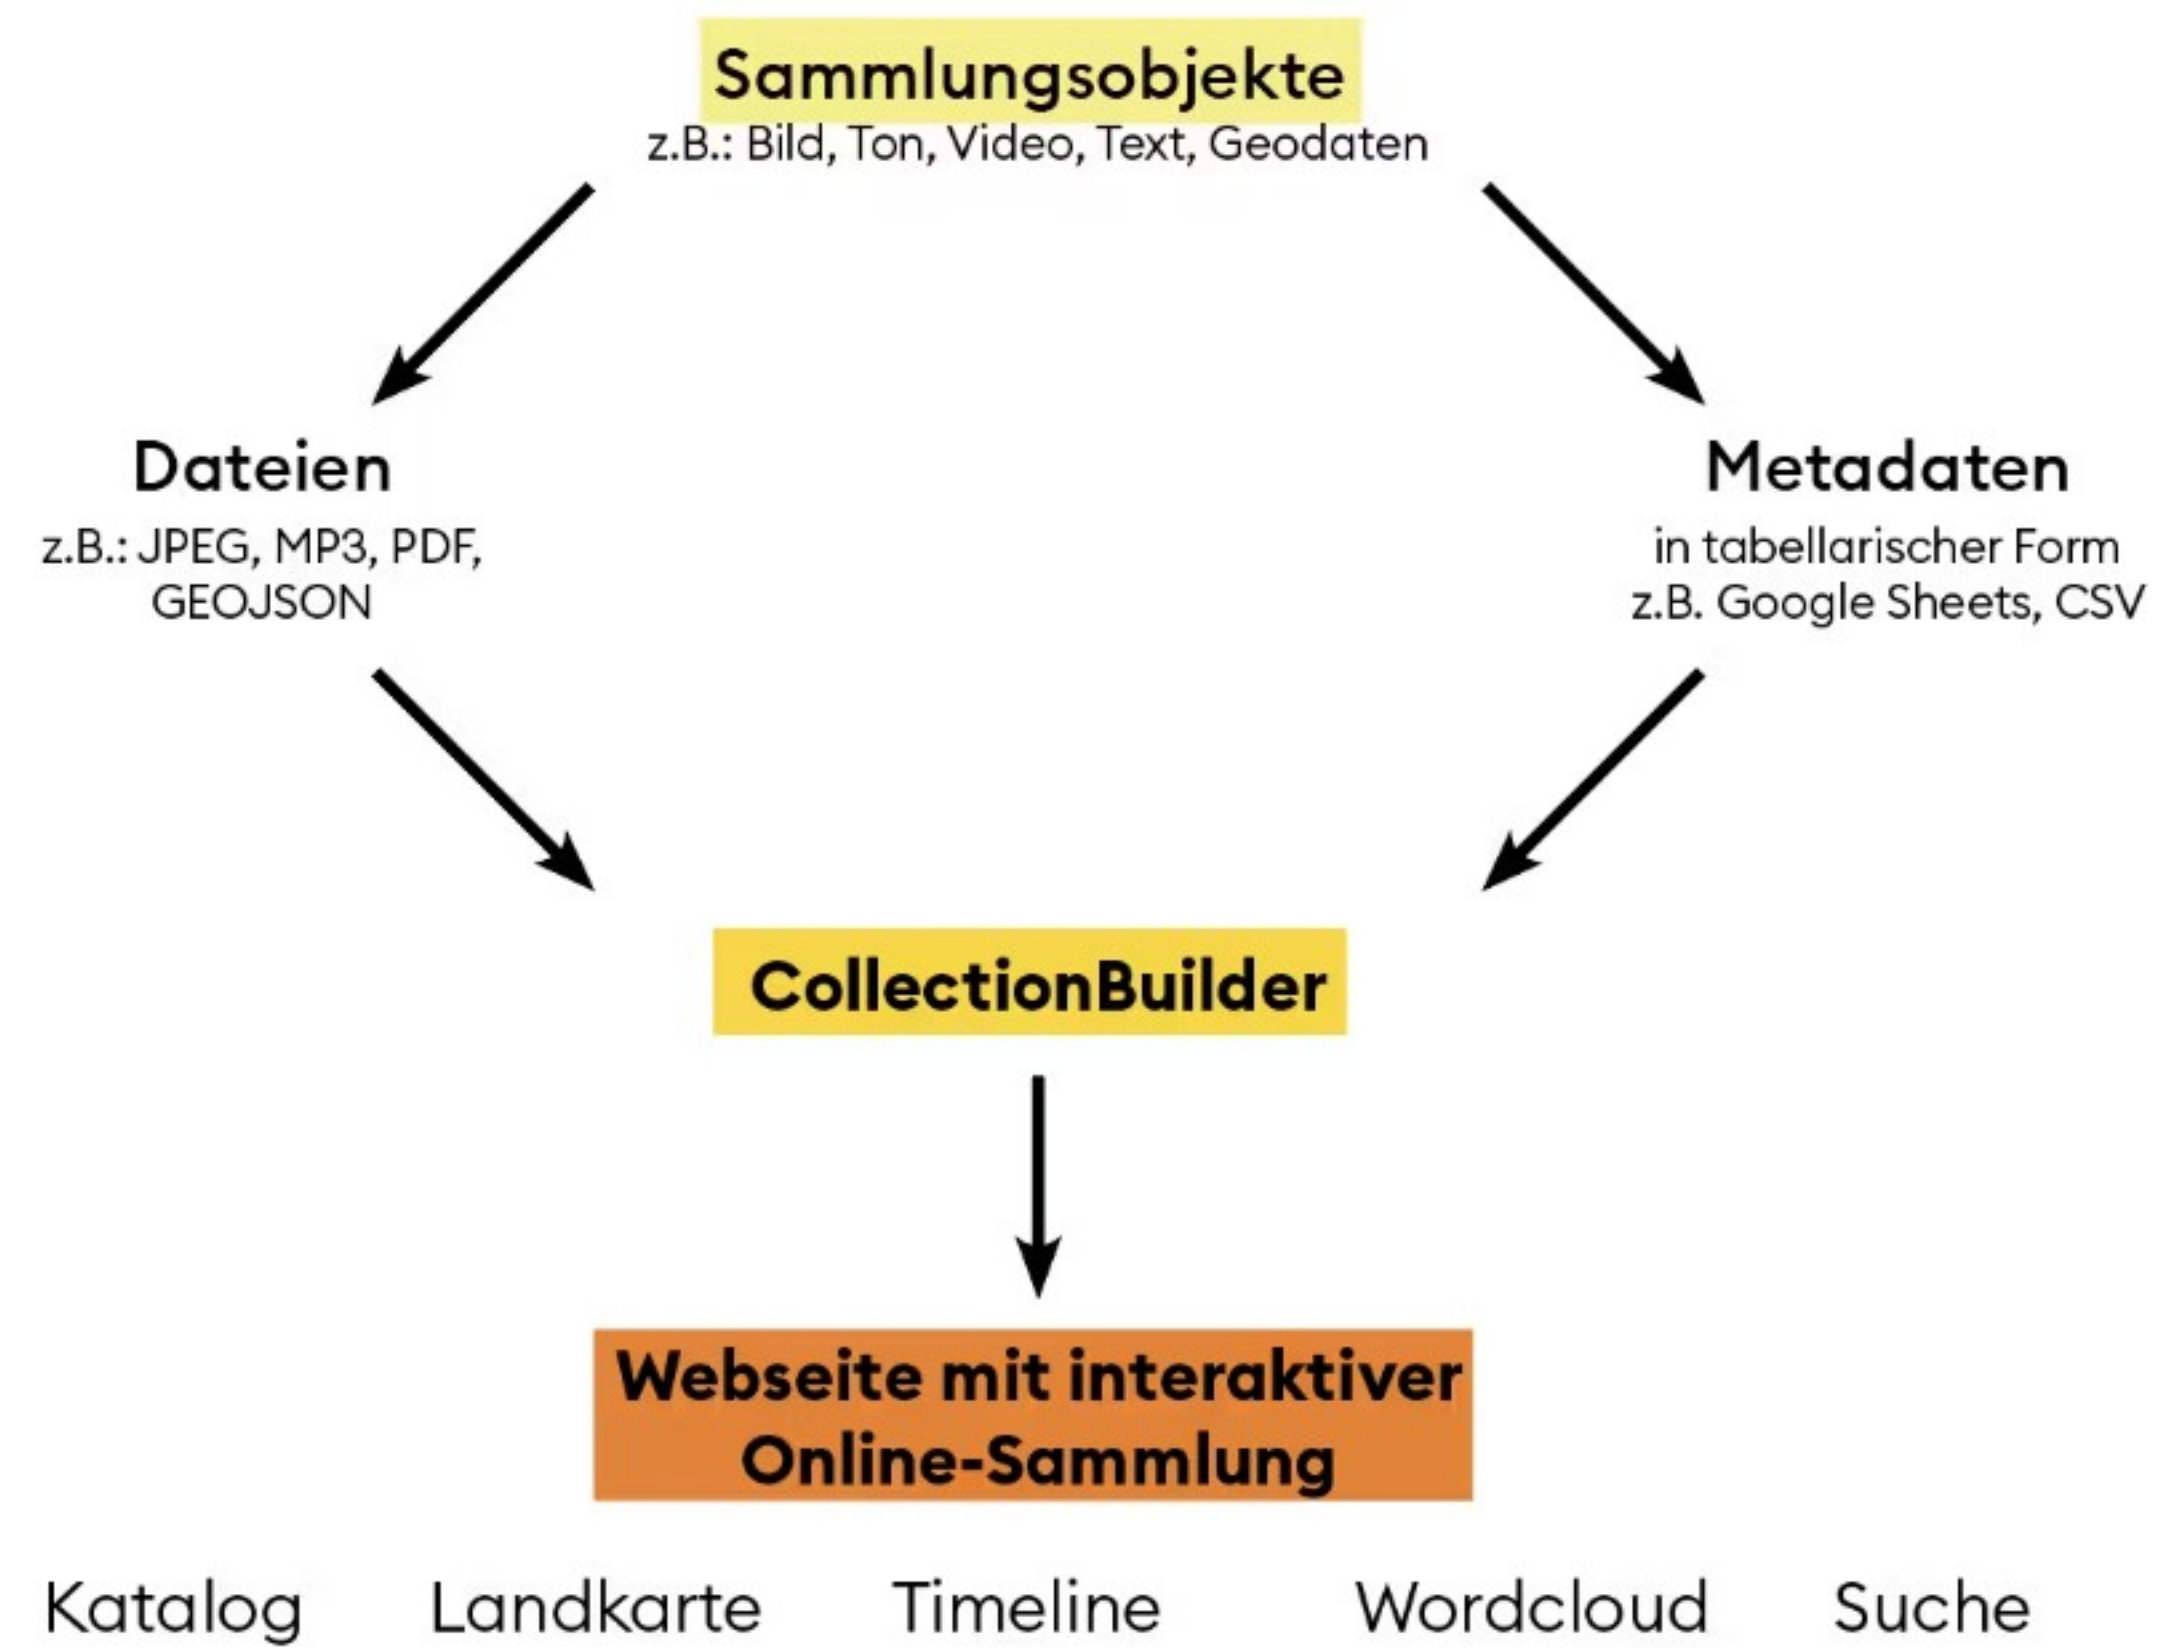 Sammlungsobjekte
z.B.: Bild, Ton, Video, Text, Geodaten
Dateien
z.B.: JPEG, MP3, PDF,
GEOJSON
Metadaten
in tabellarischer Form
z.B. Google Sheets, CSV
CollectionBuilder
Webseite mit interaktiver
Online-Sammlung
Katalog Landkarte Timeline Wordcloud Suche